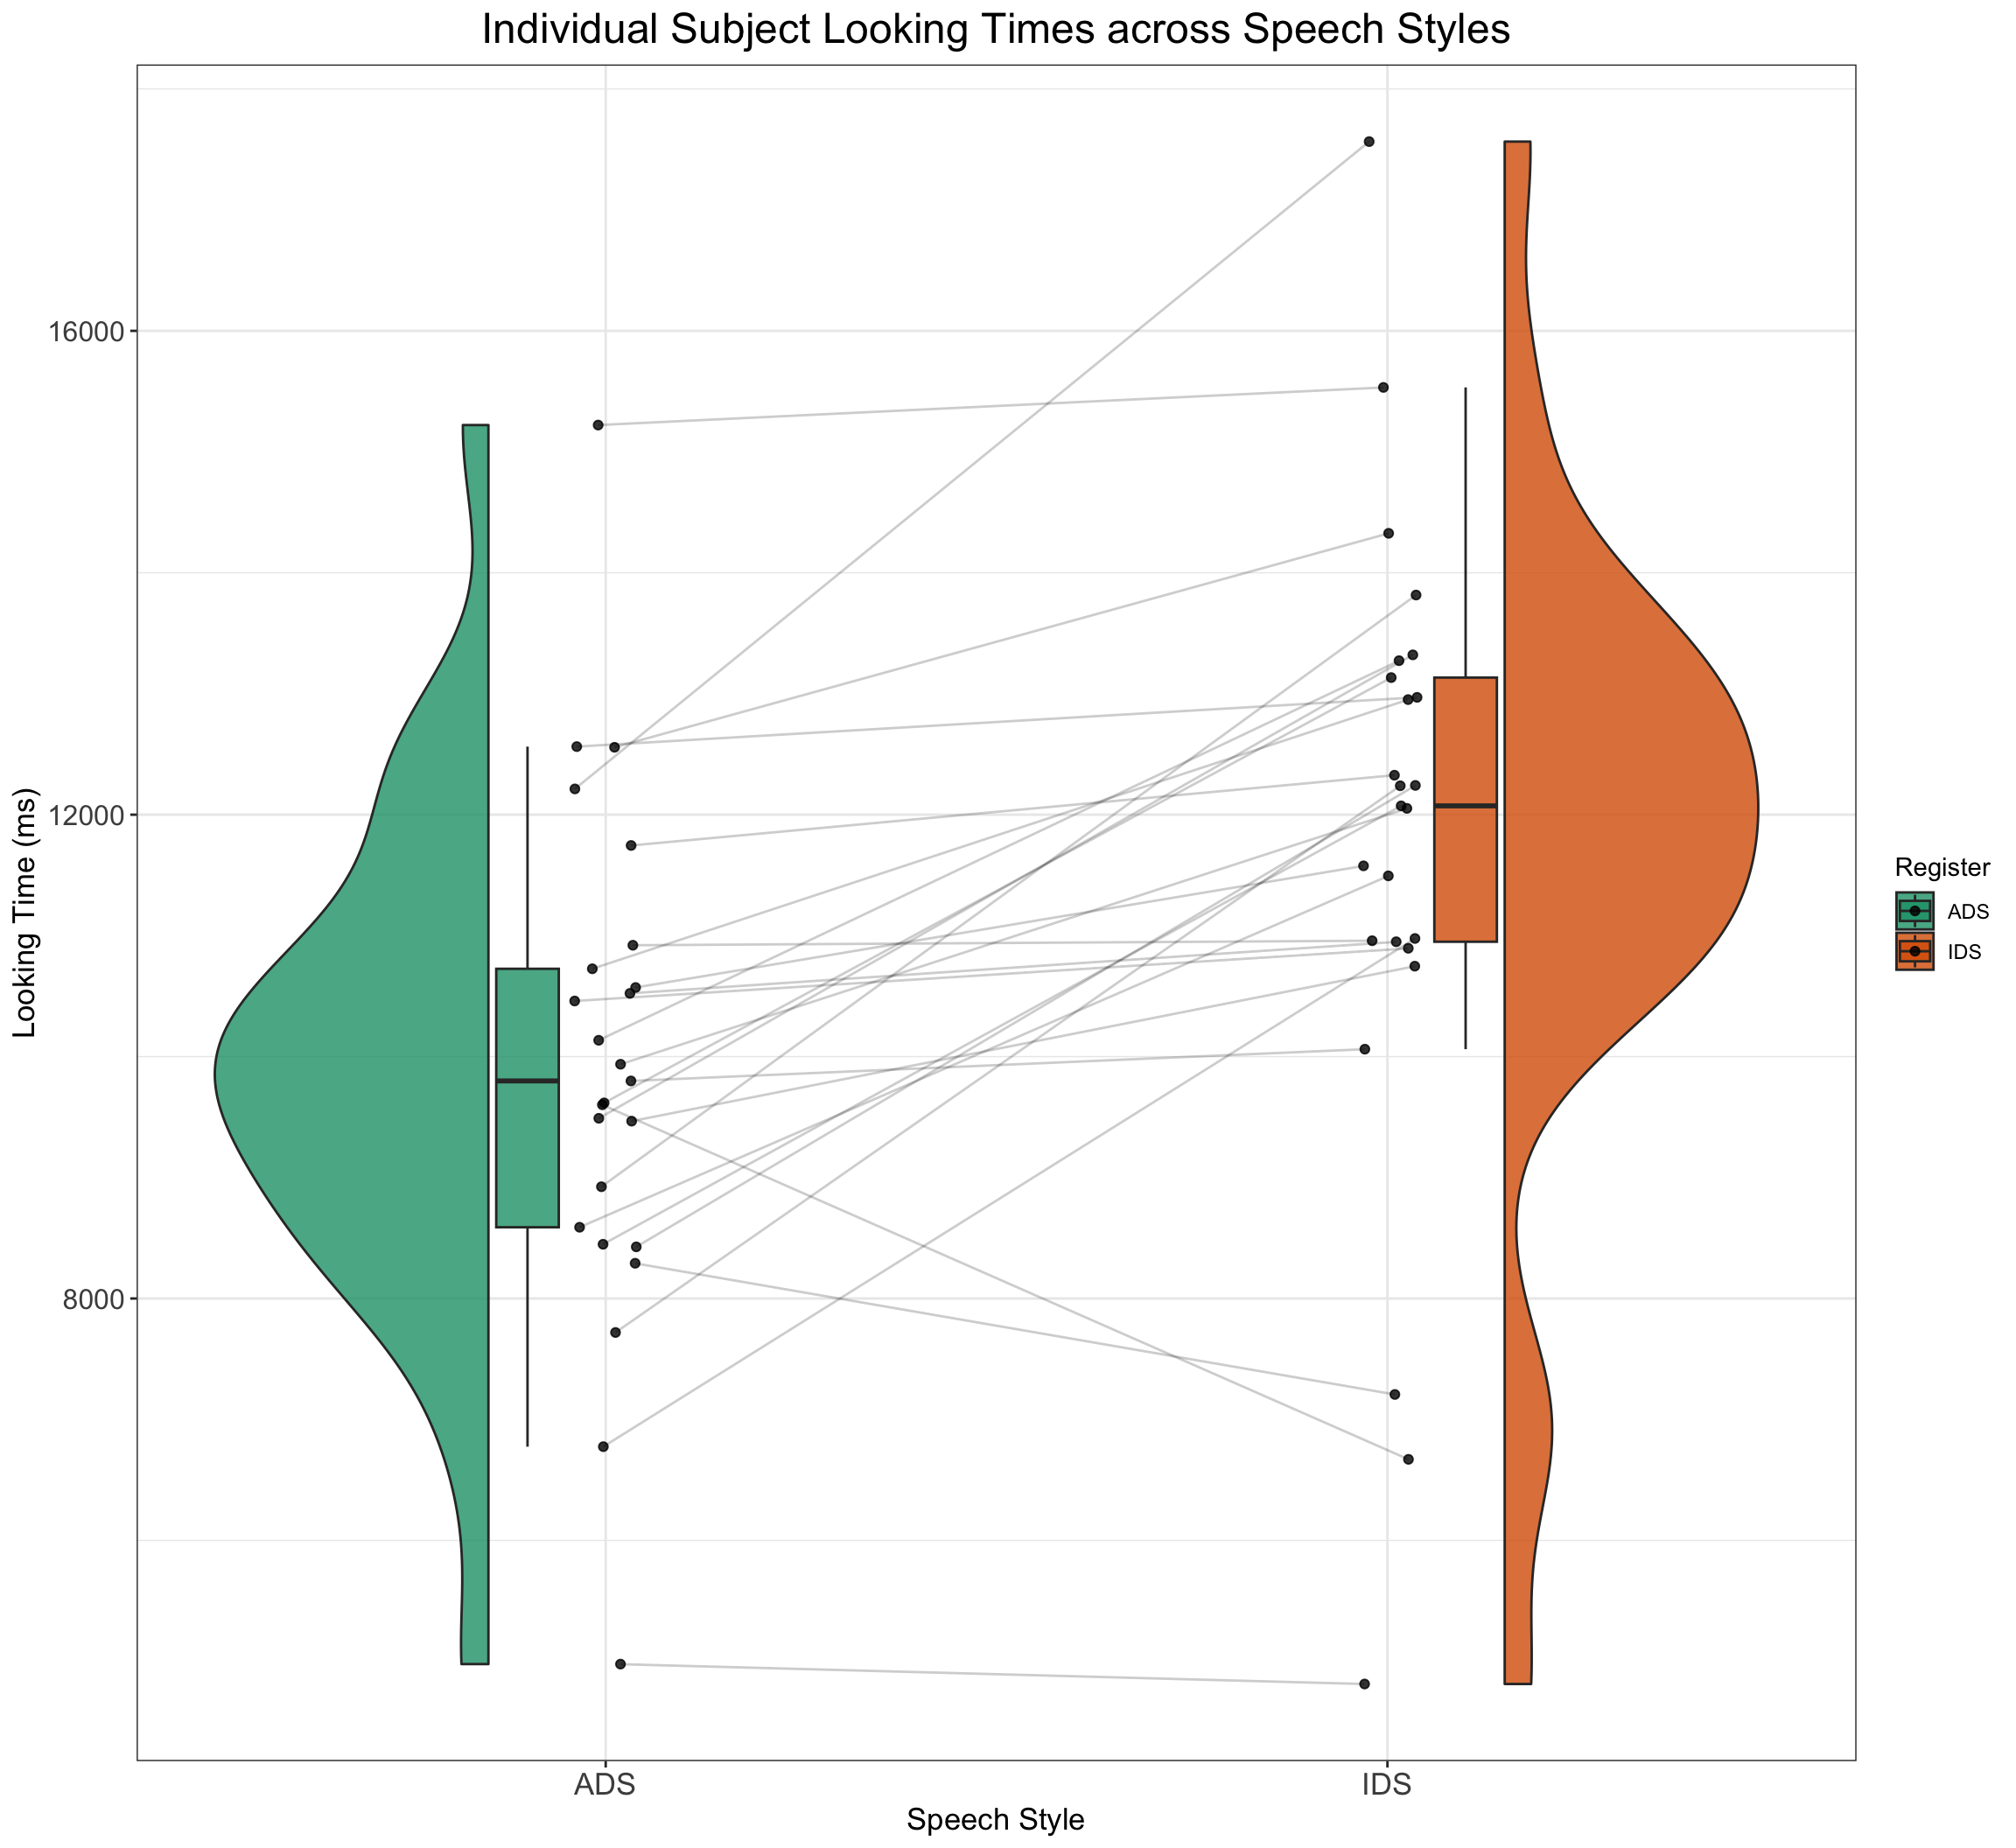 Individual Subject Looking Times across Speech Styles
Looking Time (ms)
16000
12000
8000
ADS
IDS
Speech Style
Register
ADS
IDS